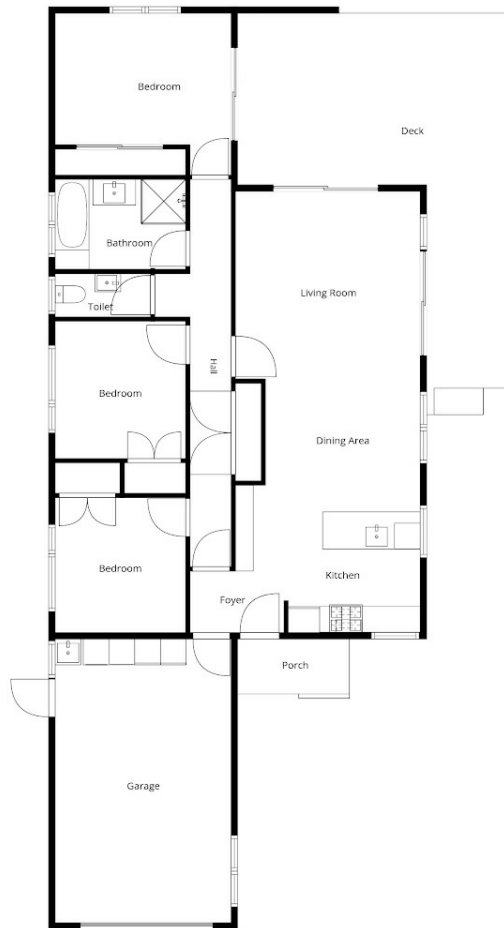 Bedroom
Deck
Bathroom
Living Room
Toilet
Hall
Bedroom
Dining Area
Bedroom
Kitchen
Foyer
Porch
Garage